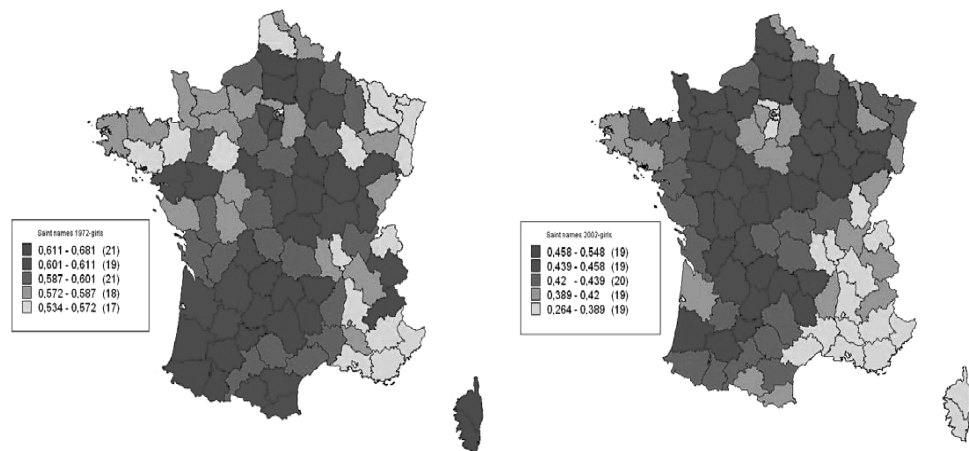 Saint names 1972-girls
0,611 - 0,681 (21)
0,601 - 0,611 (19)
0,587 - 0,601 (21)
0,572 - 0,587 (18)
0,534 - 0,572 (17)
Saint names 2002-girls
0,458 - 0,548 (19)
0,439 - 0,458 (19)
0,42 - 0,439 (20)
0,389 - 0,42 (19)
0,264 - 0,389 (19)